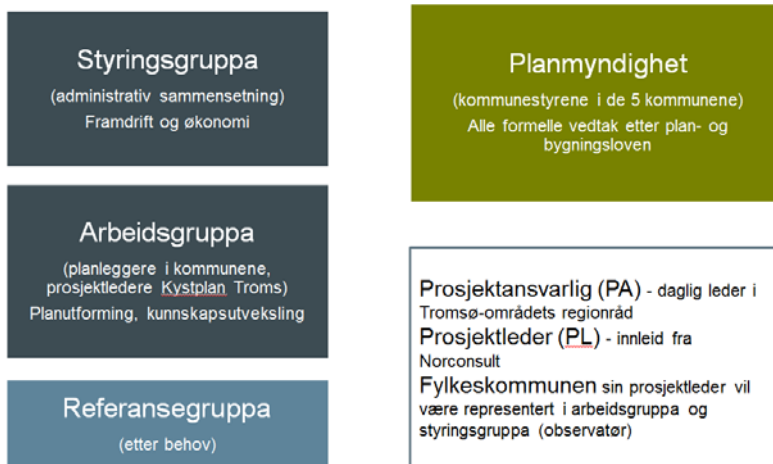 Styringsgruppa
(administrativ sammensetning)
Framdrift og økonomi
Arbeidsgruppa
(planleggere i kommunene,
prosjektledere Kystplan Troms)
Planutforming, kunnskapsutveksling
Referansegruppa
(etter behov)
Planmyndighet
(kommunestyrene i de 5 kommunene)
Alle formelle vedtak etter plan- og
bygningsloven
Prosjektansvarlig (PA) - daglig leder i
Tromsø-områdets regionråd
Prosjektleder (PL) - innleid fra
Norconsult
Fylkeskommunen sin prosjektleder vil
være representert i arbeidsgruppa og
styringsgruppa (observatør)